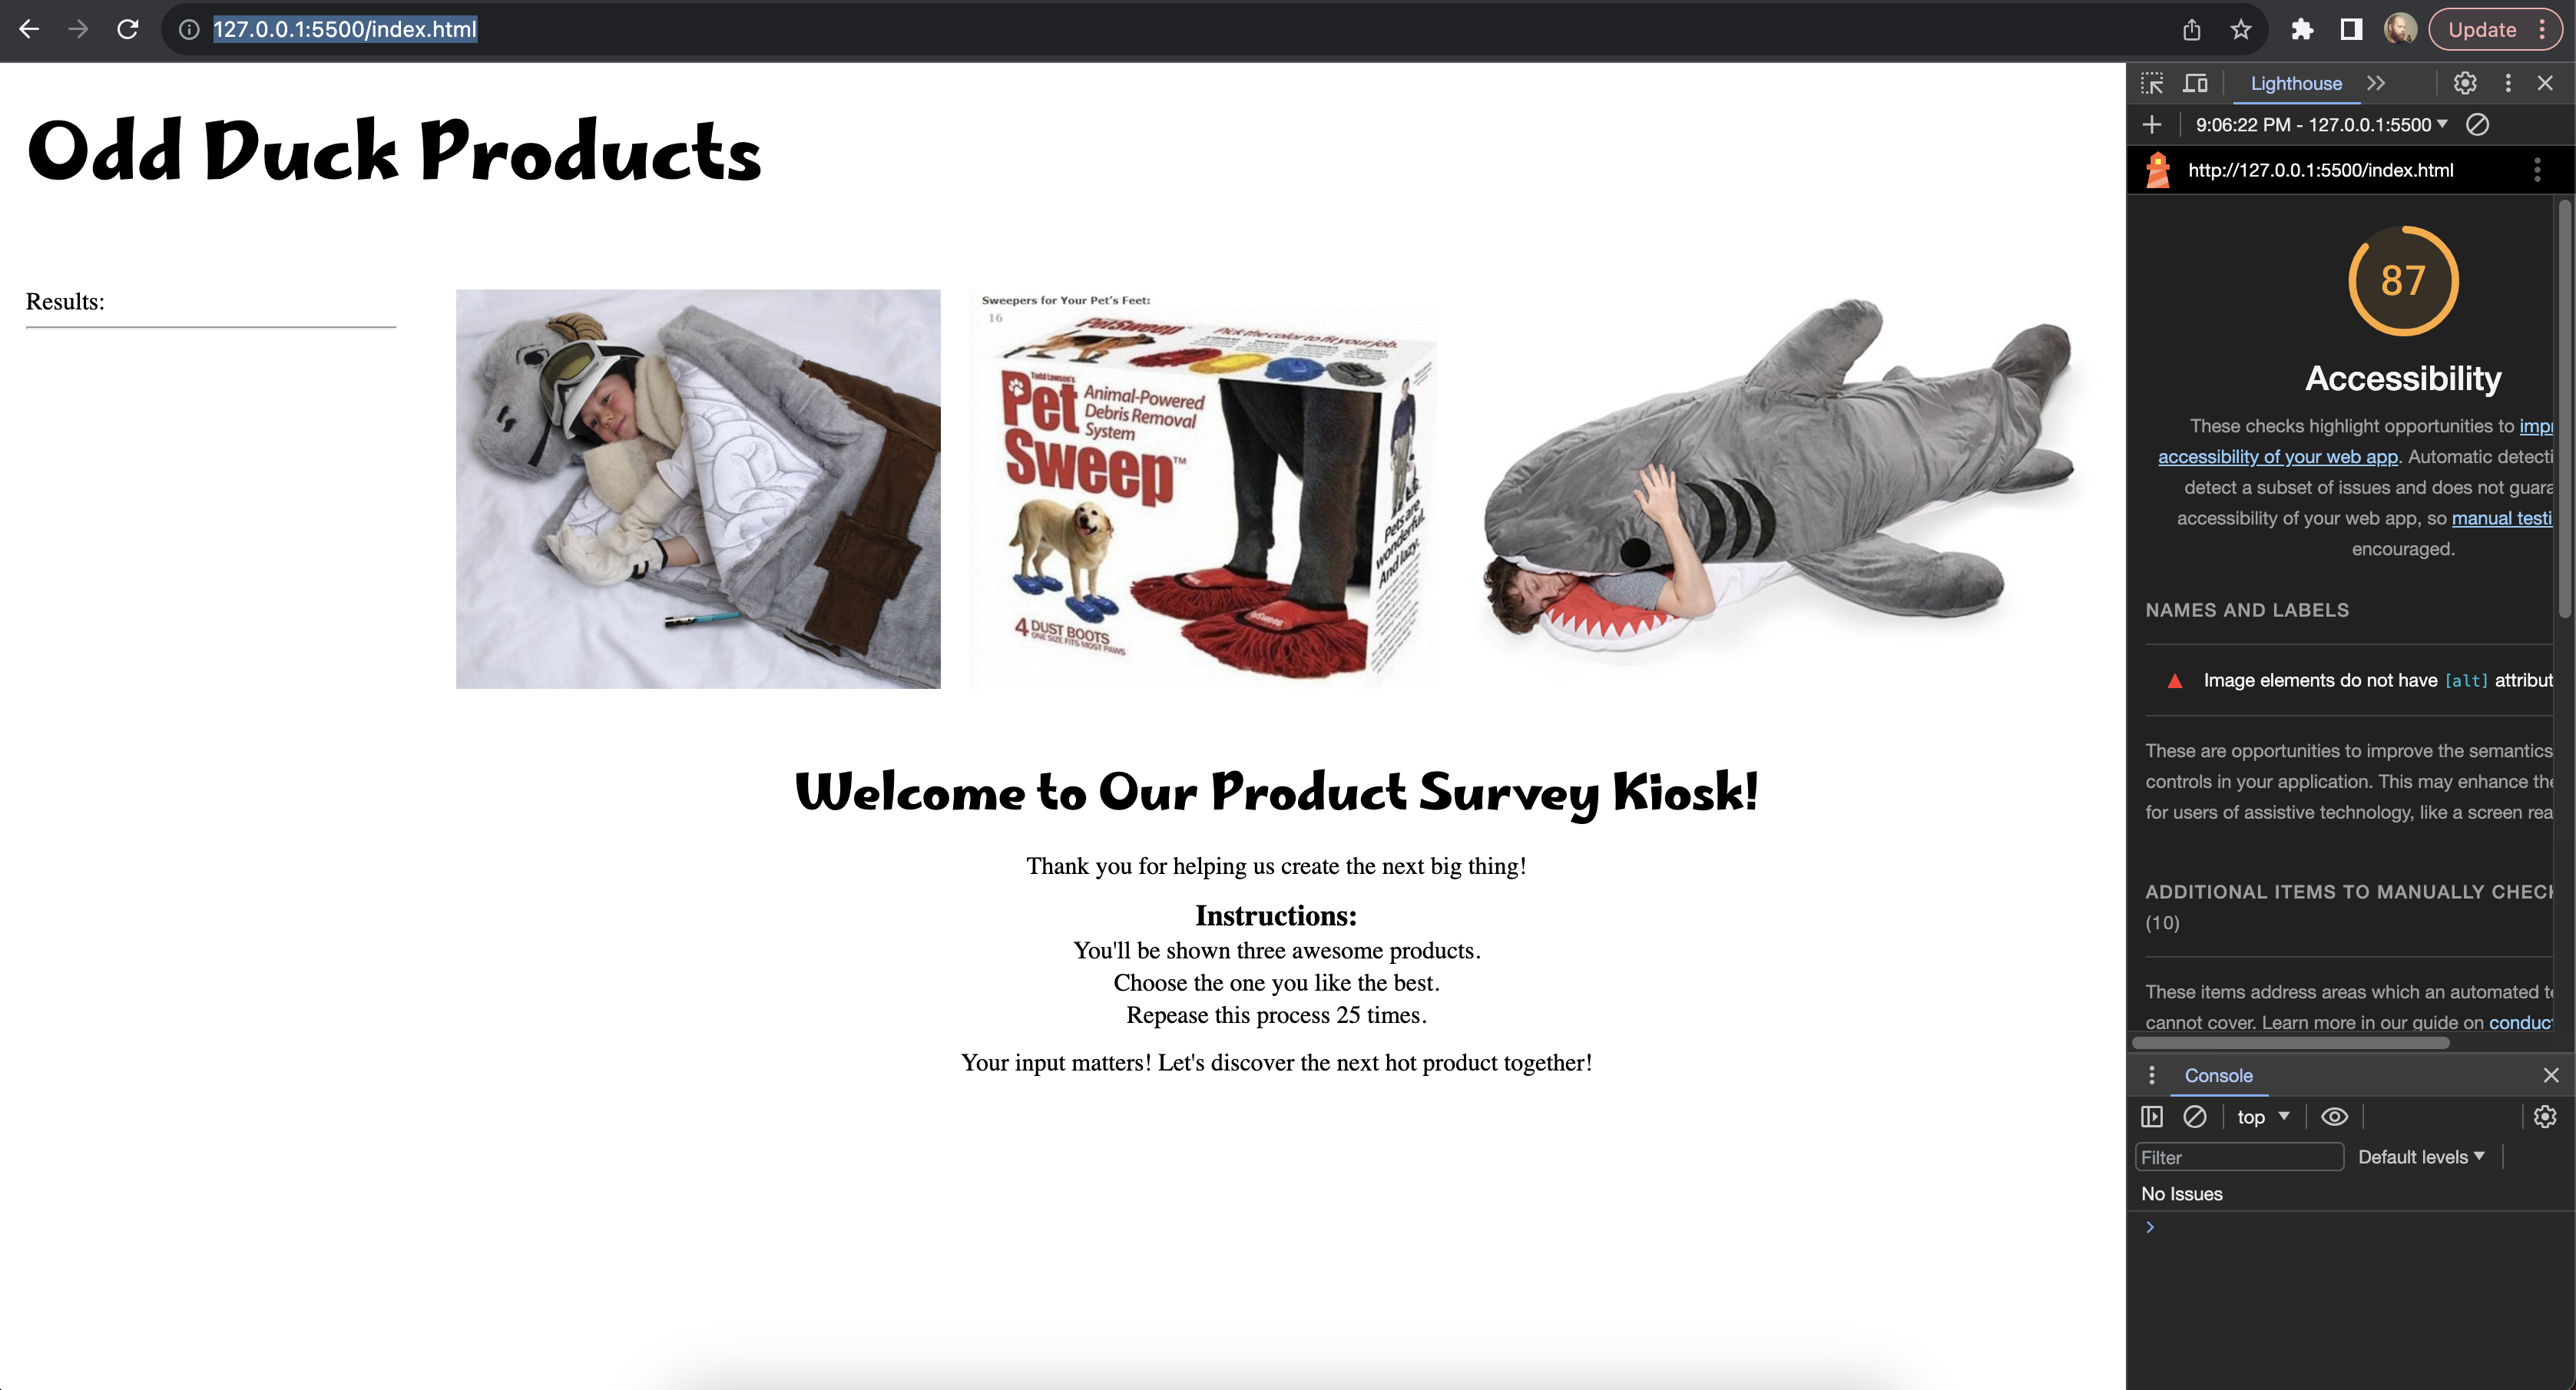 127.0.0.1:5500/index.html
Update
Odd Duck Products
Results:
Sweepers for Your Pet's Feet:
16
PetSweep
Pick the color to fit your job.
Todd Lawson's
Pet
Sweep™
Animal-Powered
Debris Removal
System
4 DUST BOOTS
ONE SIZE FITS MOST PAWS
Pets are
wonderful.
And lazy.
Welcome to Our Product Survey Kiosk!
Thank you for helping us create the next big thing!
Instructions:
You'll be shown three awesome products.
Choose the one you like the best.
Repease this process 25 times.
Your input matters! Let's discover the next hot product together!
Lighthouse
9:06:22 PM - 127.0.0.1:5500
http://127.0.0.1:5500/index.html
87
Accessibility
These checks highlight opportunities to impr
accessibility of your web app. Automatic detecti
detect a subset of issues and does not guara
accessibility of your web app, so manual testi
encouraged.
NAMES AND LABELS
Image elements do not have [alt] attribut
These are opportunities to improve the semantics
controls in your application. This may enhance the
for users of assistive technology, like a screen rea
ADDITIONAL ITEMS TO MANUALLY CHECK
(10)
These items address areas which an automated to
cannot cover. Learn more in our guide on conduct
Console
top
Filter
Default levels
No Issues